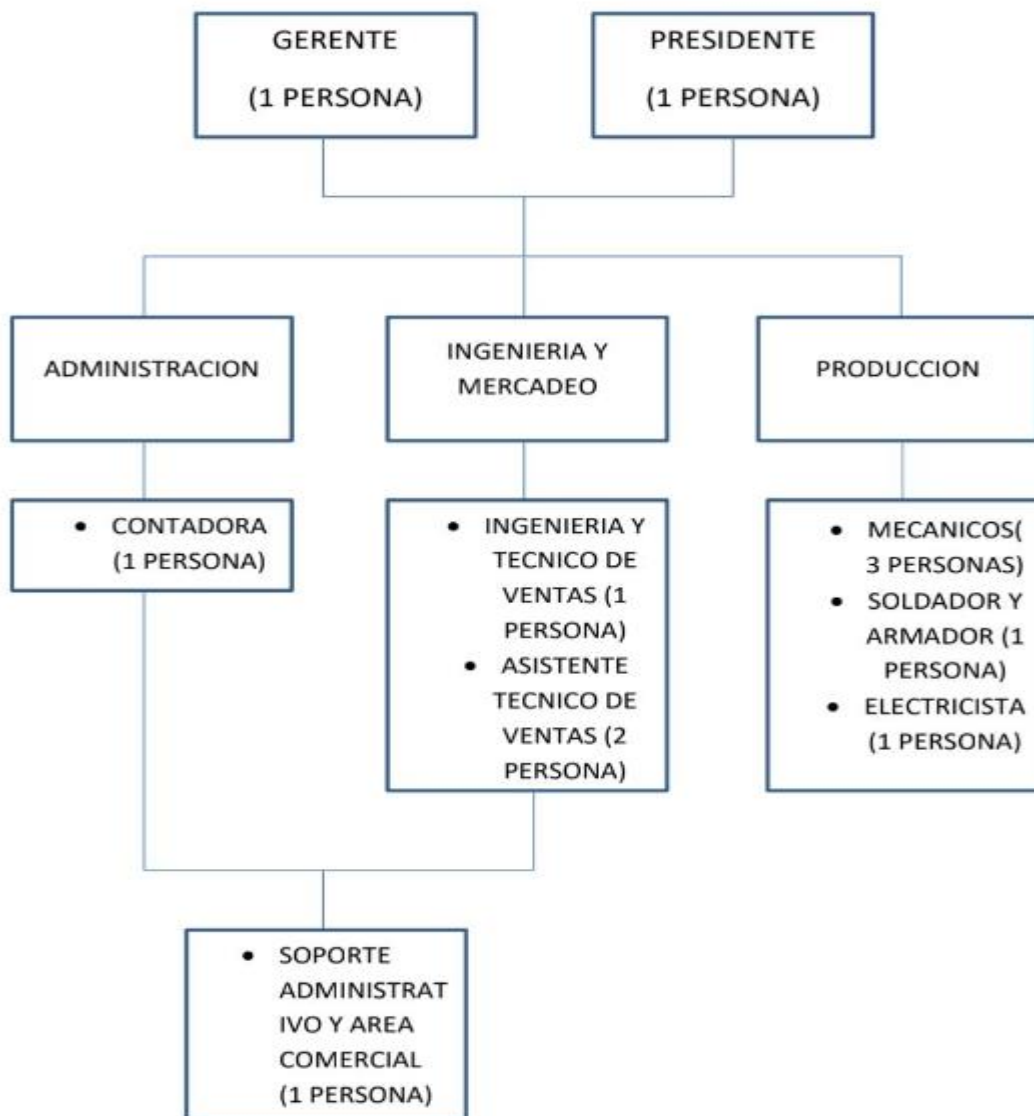 GERENTE
(1 PERSONA)
PRESIDENTE
(1 PERSONA)
ADMINISTRACION
INGENIERIA Y
MERCADEO
PRODUCCION
• CONTADORA
(1 PERSONA)
• INGENIERIA Y
TECNICO DE
VENTAS (1
PERSONA)
• ASISTENTE
TECNICO DE
VENTAS (2
PERSONA)
• MECANICOS(
3 PERSONAS)
• SOLDADOR Y
ARMADOR (1
PERSONA)
• ELECTRICISTA
(1 PERSONA)
• SOPORTE
ADMINISTRAT
IVO Y AREA
COMERCIAL
(1 PERSONA)